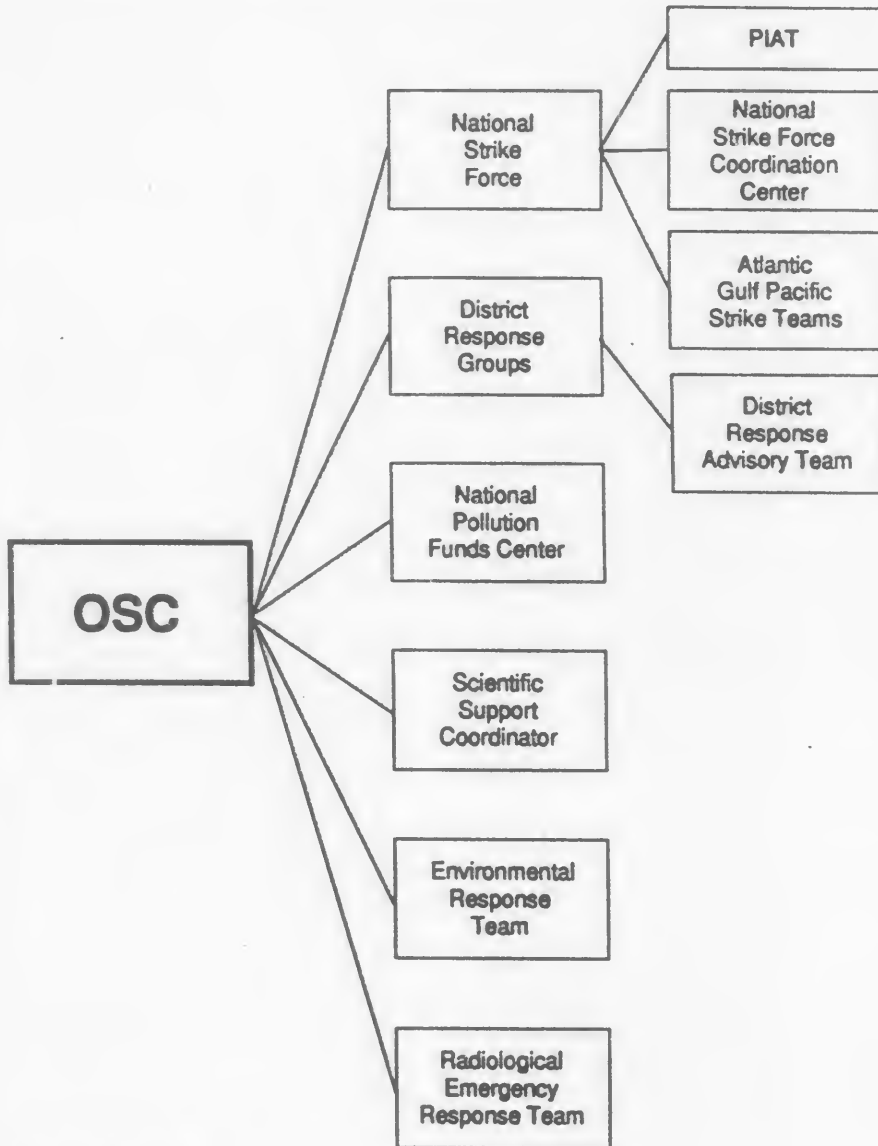 PIAT
National
Strike
Force
National
Strike Force
Coordination
Center
Atlantic
Gulf Pacific
Strike Teams
District
Response
Groups
District
Response
Advisory Team
National
Pollution
Funds Center
OSC
Scientific
Support
Coordinator
Environmental
Response
Team
Radiological
Emergency
Response Team